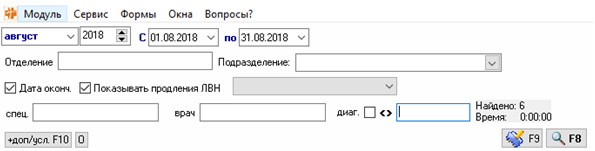 Модуль Сервис Формы Окна Вопросы?
август 2018 С 01.08.2018 по 31.08.2018
Отделение Подразделение:
Дата оконч. Показывать продления ЛВН
спец. врач диаг. <> Найдено: 6
Время: 0:00:00
+доп/усл. F10 0 F9 F8